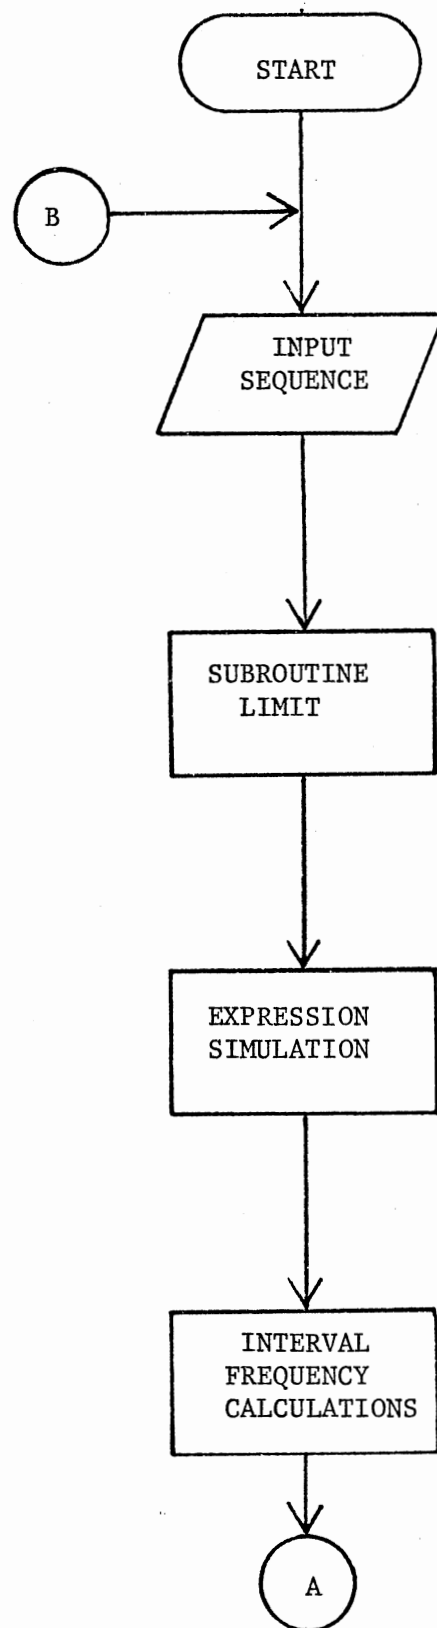 START
B
INPUT
SEQUENCE
SUBROUTINE
LIMIT
EXPRESSION
SIMULATION
INTERVAL
FREQUENCY
CALCULATIONS
A